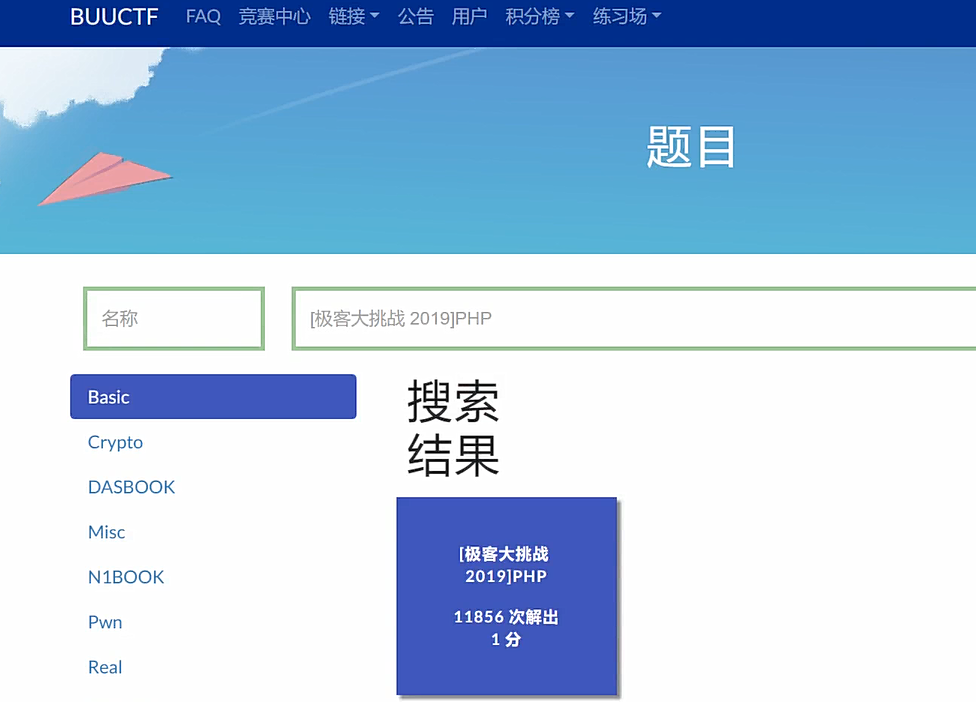 BUUCTF FAQ 竞赛中心 链接 公告 用户 积分榜 练习场
题目
名称 [极客大挑战 2019]PHP
Basic
Crypto
DASBOOK
Misc
N1BOOK
Pwn
Real
搜索
结果
[极客大挑战
2019]PHP
11856 次解出
1 分